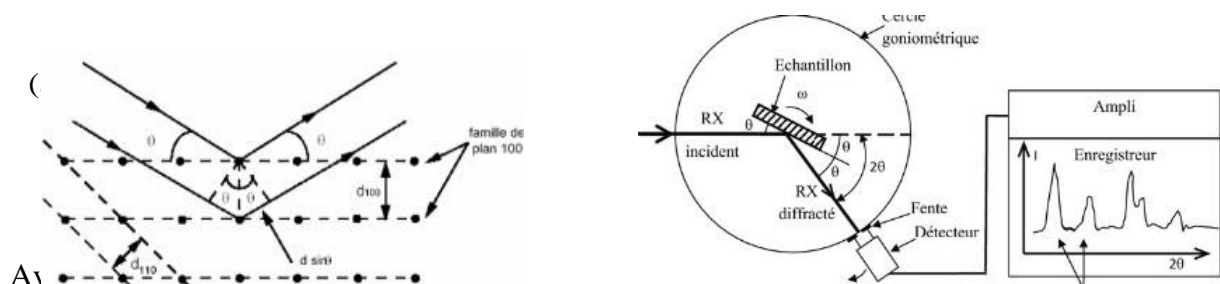 (
θ
θ
famille de
plan 100
θ
θ
d100
d sinθ
d110
Cercle
goniométrique
Echantillon
ω
RX
θ
incident
θ
θ
2θ
RX
diffracté
Fente
Détecteur
Ampli
I
Enregistreur
2θ